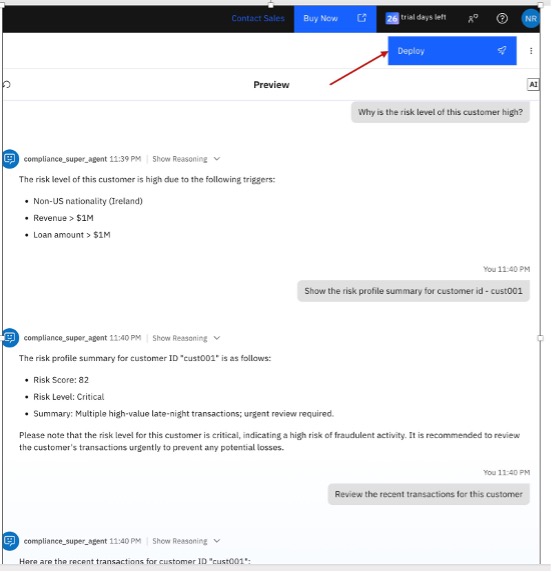 Contact Sales
Buy Now
26 trial days left
NR
Deploy
Preview
AI
Why is the risk level of this customer high?
compliance_super_agent 11:39 PM Show Reasoning
The risk level of this customer is high due to the following triggers:
• Non-US nationality (Ireland)
• Revenue > $1M
• Loan amount > $1M
You 11:40 PM
Show the risk profile summary for customer id - cust001
compliance_super_agent 11:40 PM Show Reasoning
The risk profile summary for customer ID "cust001" is as follows:
• Risk Score: 82
• Risk Level: Critical
• Summary: Multiple high-value late-night transactions; urgent review required.
Please note that the risk level for this customer is critical, indicating a high risk of fraudulent activity. It is recommended to review
the customer's transactions urgently to prevent any potential losses.
You 11:40 PM
Review the recent transactions for this customer
compliance_super_agent 11:40 PM Show Reasoning
Here are the recent transactions for customer ID "cust001":